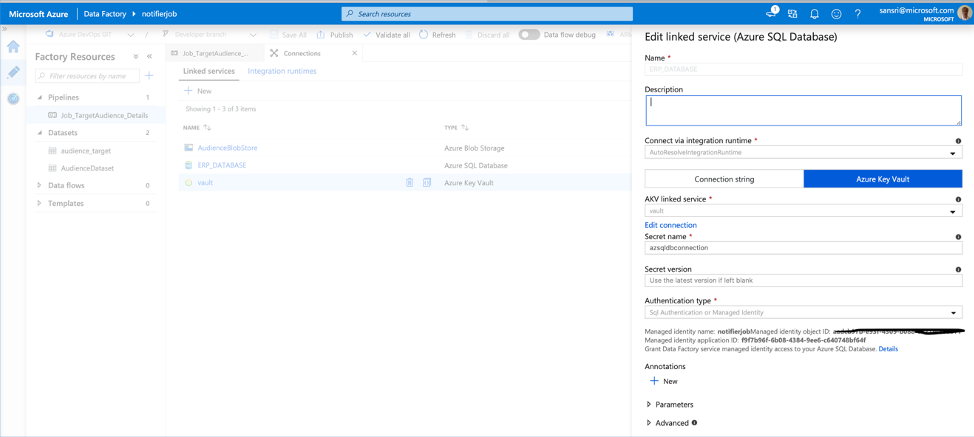 Microsoft Azure
Data Factory
notifierjob
Search resources
1
sansri@microsoft.com
MICROSOFT
Azure DevOps GIT
/
Developer branch
Save All
Publish
Validate all
Refresh
Discard all
Data flow debug
Factory Resources
Filter resources by name
Pipelines 1
Job_TargetAudience_Details
Datasets 2
audience_target
AudienceDataset
Data flows 0
Templates 0
Job_TargetAudience_...
Connections
Linked services
Integration runtimes
New
Showing 1 - 3 of 3 items
NAME TYPE
AudienceBlobStore Azure Blob Storage
ERP_DATABASE Azure SQL Database
vault Azure Key Vault
Edit linked service (Azure SQL Database)
Name *
ERP_DATABASE
Description
Connect via integration runtime *
AutoResolveIntegrationRuntime
Connection string
Azure Key Vault
AKV linked service *
vault
Edit connection
Secret name *
azsqldbconnection
Secret version
Use the latest version if left blank
Authentication type *
Sql Authentication or Managed Identity
Managed identity name: notifierjobManaged identity object ID:
Managed identity application ID: f9f7b96f-6b08-4384-9ee6-c640748bf64f
Grant Data Factory service managed identity access to your Azure SQL Database. Details
Annotations
New
Parameters
Advanced